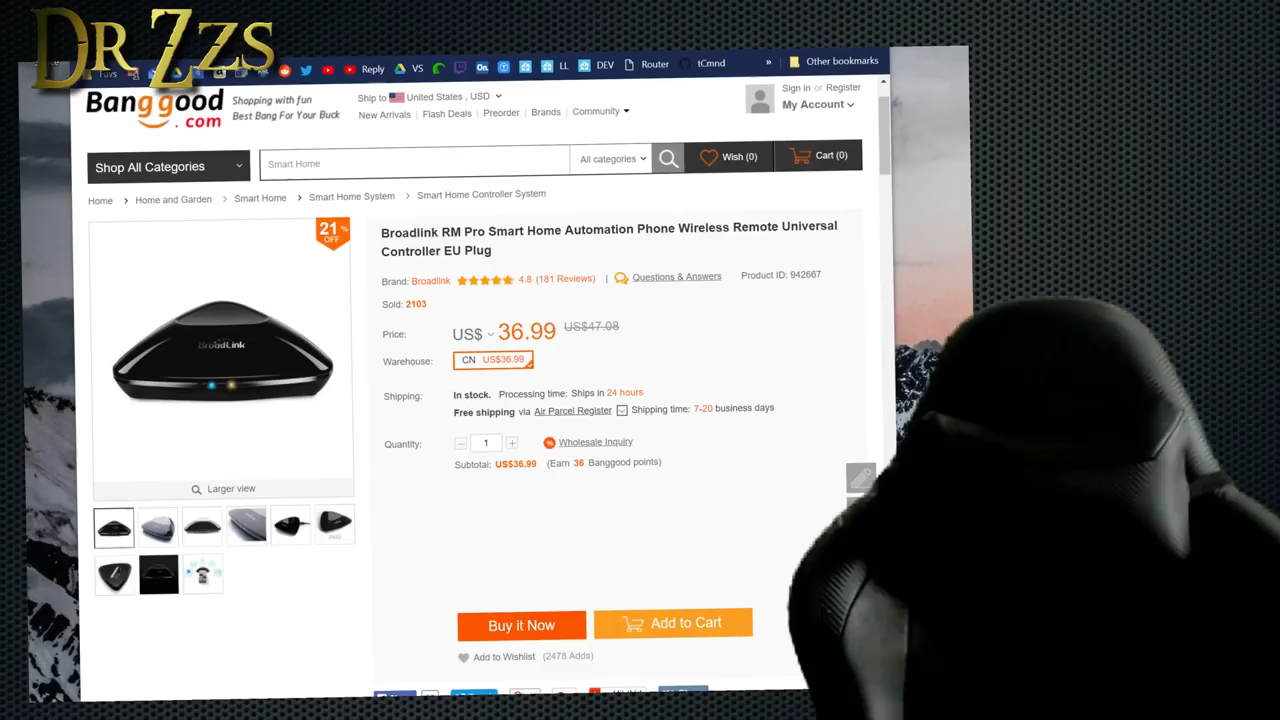 DR ZZS
Favs
Reply
VS
LL
DEV
Router
tCmnd
»
Other bookmarks
Banggood
.com
Shopping with fun
Best Bang For Your Buck
Ship to United States , USD
New Arrivals Flash Deals Preorder Brands Community
Sign in or Register
My Account
Shop All Categories
Smart Home
All categories
Wish (0)
Cart (0)
Home > Home and Garden > Smart Home > Smart Home System > Smart Home Controller System
21 %
OFF
BroadLink
Larger view
Broadlink RM Pro Smart Home Automation Phone Wireless Remote Universal
Controller EU Plug
Brand: Broadlink 4.8 (181 Reviews) | Questions & Answers Product ID: 942667
Sold: 2103
Price: US$ 36.99 US$47.08
Warehouse: CN US$36.99
Shipping: In stock. Processing time: Ships in 24 hours
Free shipping via Air Parcel Register Shipping time: 7-20 business days
Quantity: − 1 + Wholesale Inquiry
Subtotal: US$36.99 (Earn 36 Banggood points)
Buy it Now
Add to Cart
Add to Wishlist (2478 Adds)